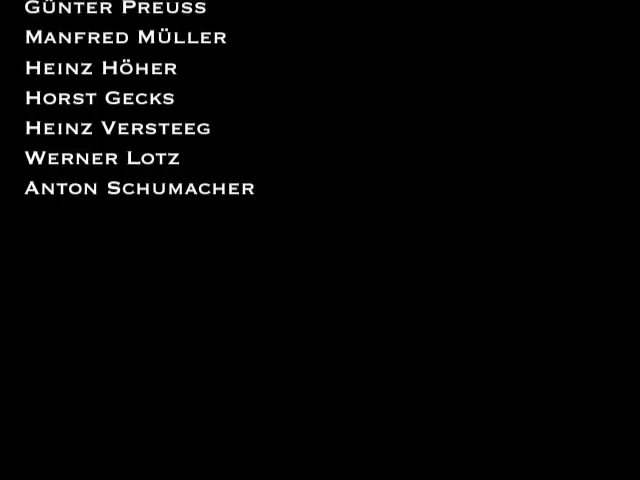 Günter Preuss
Manfred Müller
Heinz Höher
Horst Gecks
Heinz Versteeg
Werner Lotz
Anton Schumacher